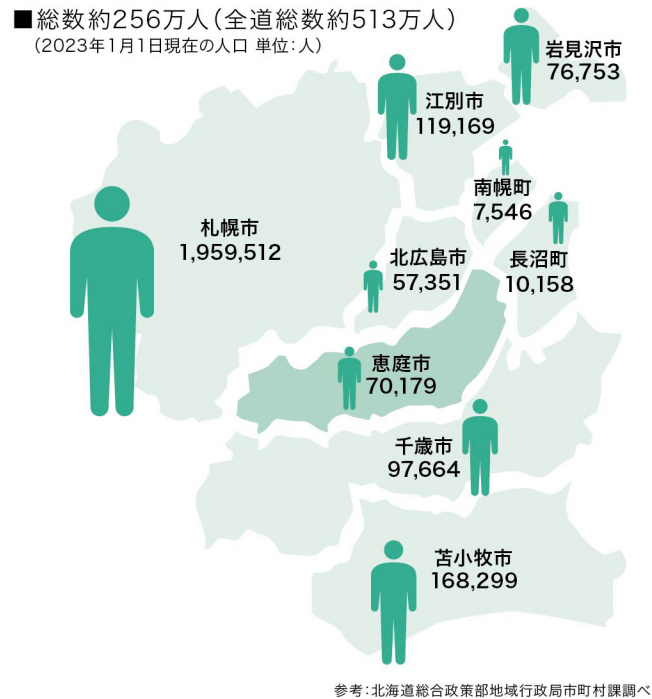 ■総数約256万人(全道総数約513万人)
(2023年1月1日現在の人口 単位:人)
岩見沢市
76,753
江別市
119,169
南幌町
7,546
札幌市
1,959,512
北広島市
57,351
長沼町
10,158
恵庭市
70,179
千歳市
97,664
苫小牧市
168,299
参考:北海道総合政策部地域行政局市町村課調べ